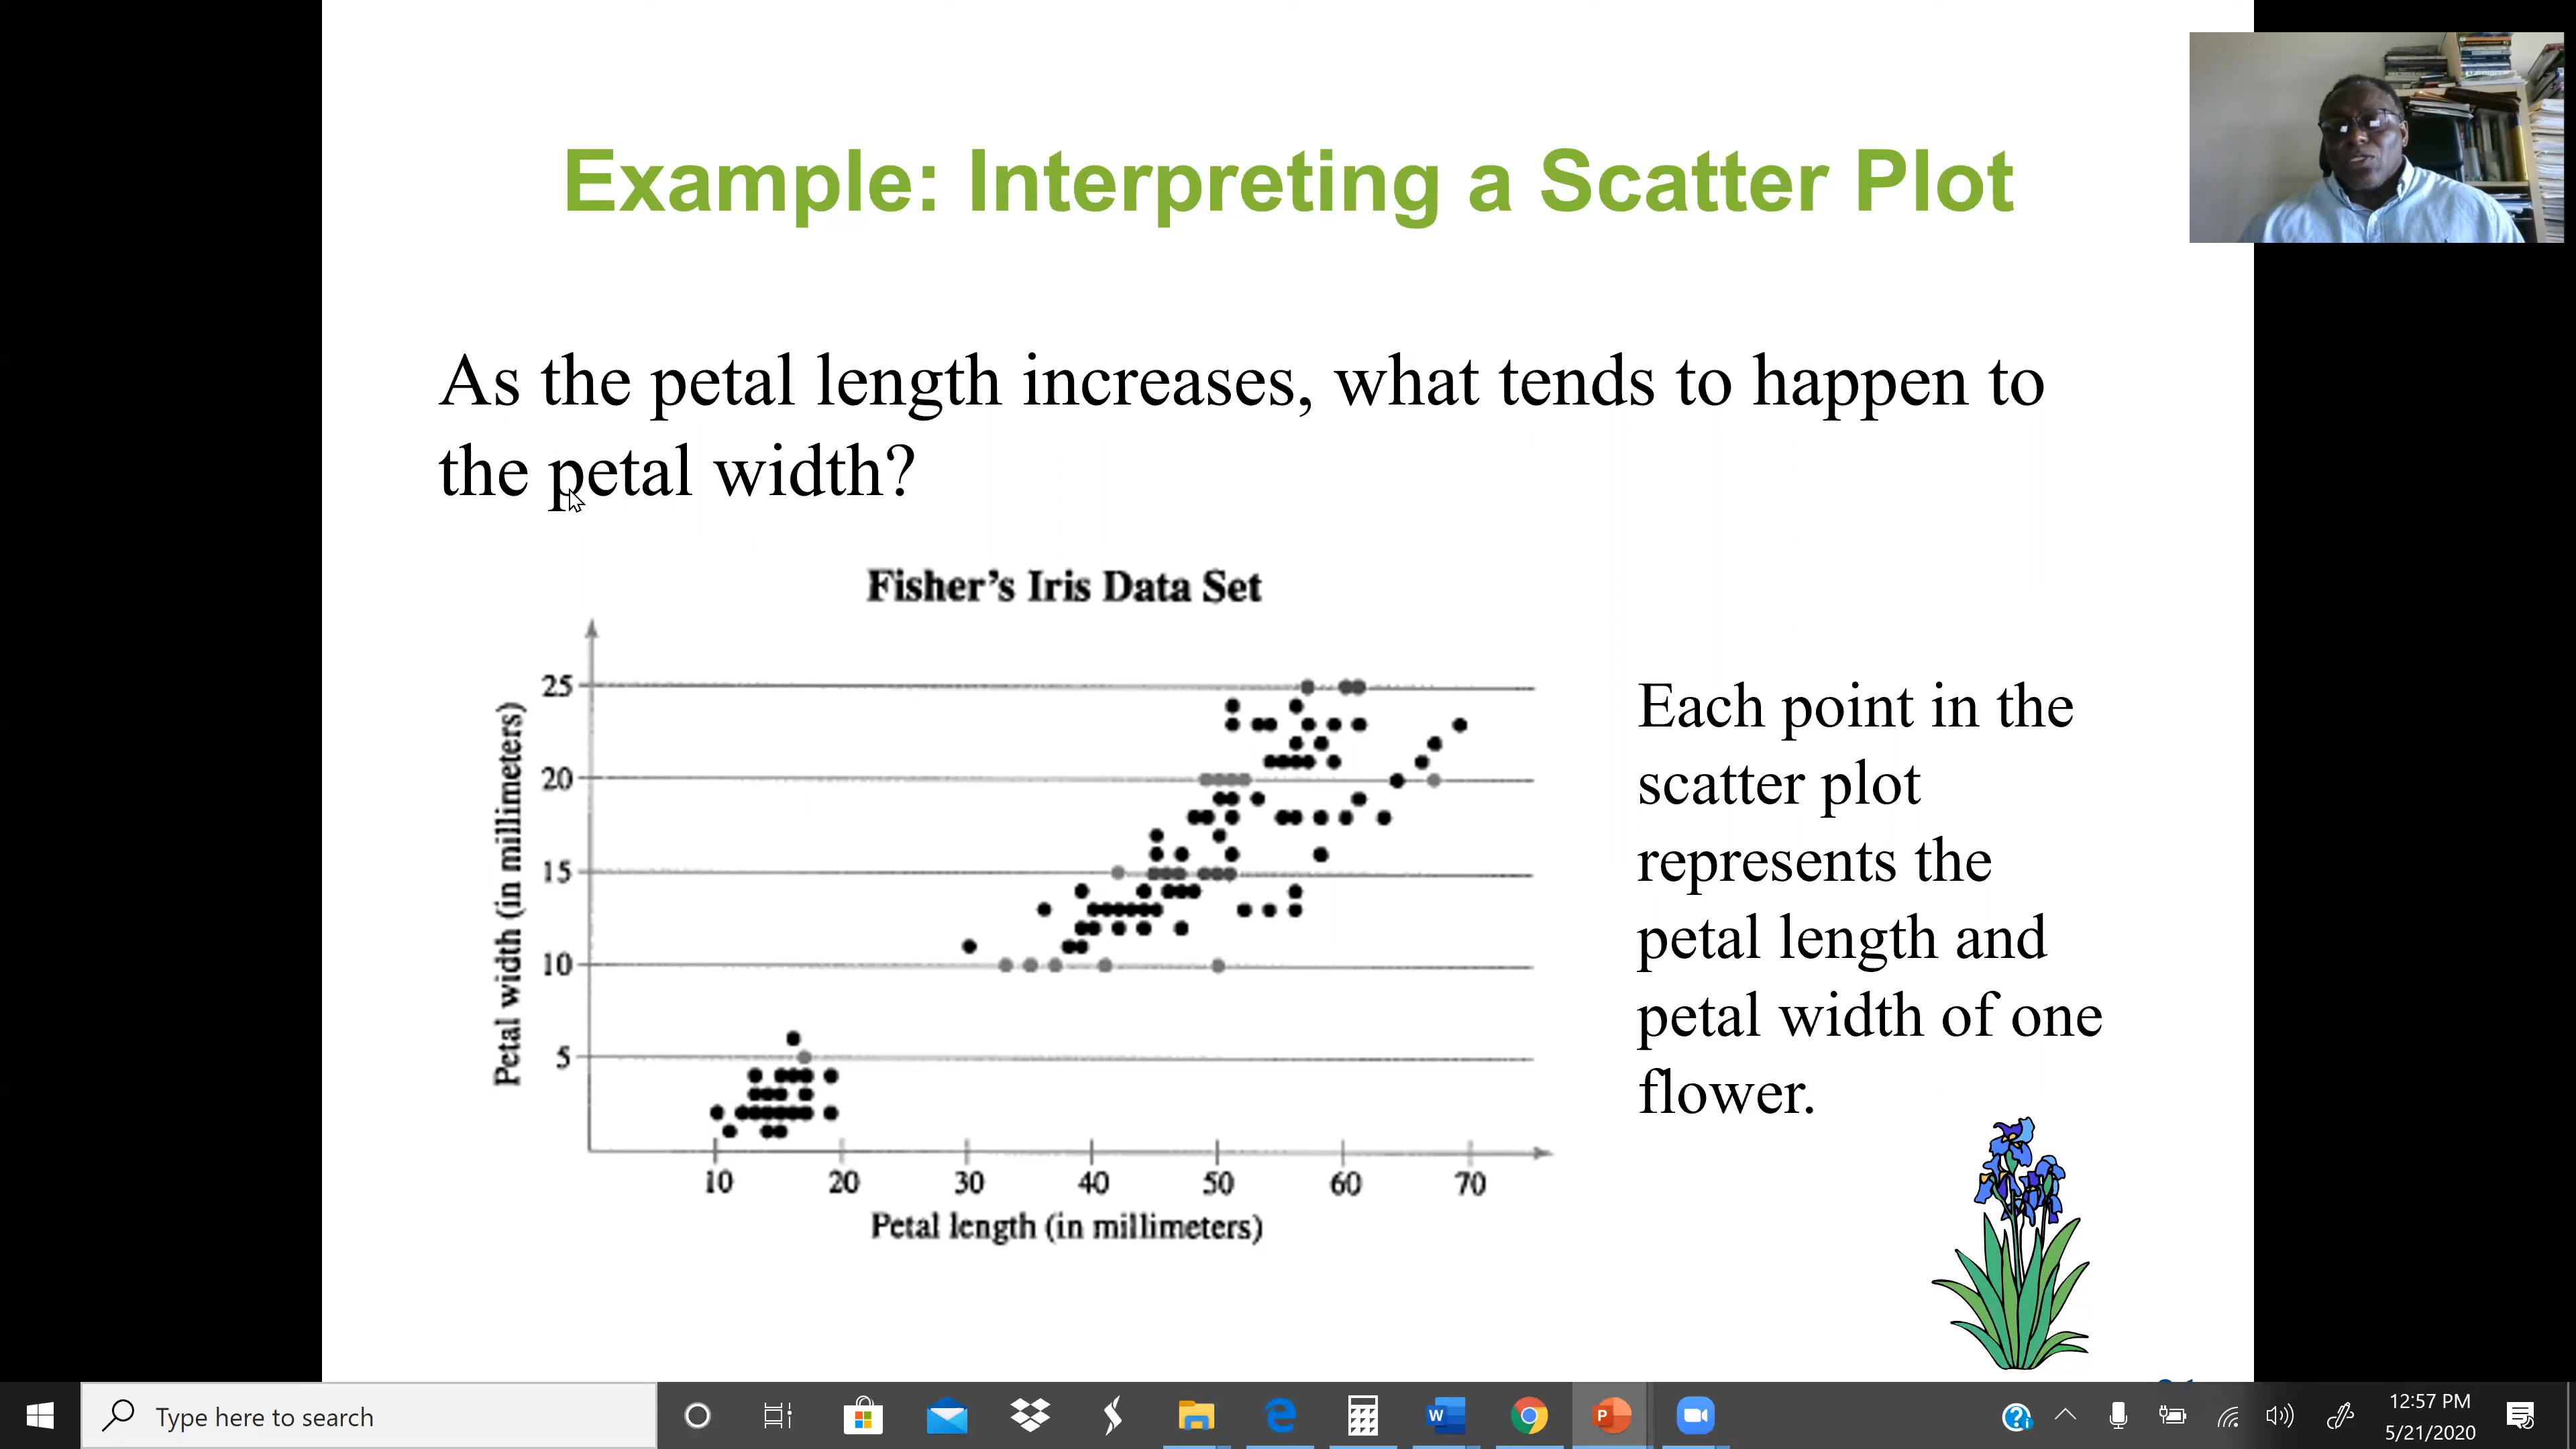 Example: Interpreting a Scatter Plot
As the petal length increases, what tends to happen to
the petal width?
Fisher's Iris Data Set
Petal width (in millimeters)
25
20
15
10
5
10 20 30 40 50 60 70
Petal length (in millimeters)
Each point in the
scatter plot
represents the
petal length and
petal width of one
flower.
Type here to search
12:57 PM
5/21/2020